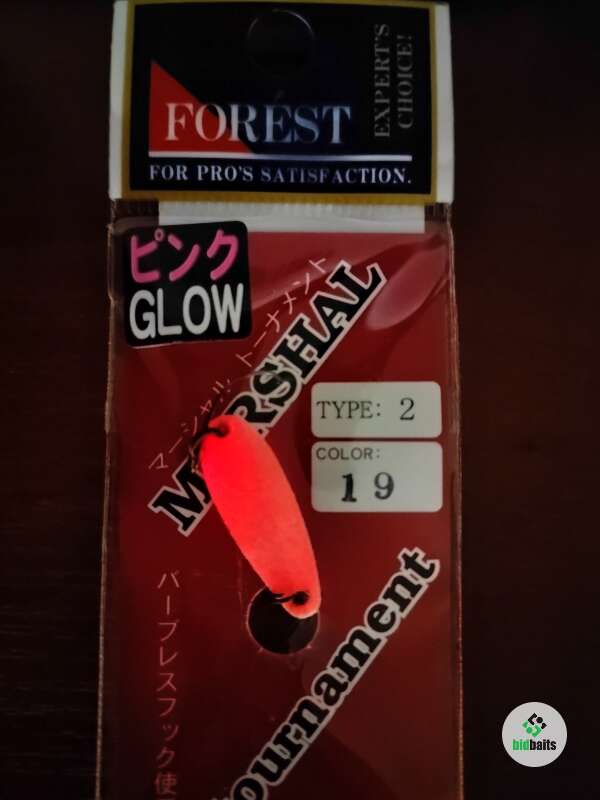 FOREST
EXPERT'S
CHOICE!
FOR PRO'S SATISFACTION.
ピンク
GLOW
マーシャル トーナメント
MARSHAL
TYPE: 2
COLOR:
19
バーブレスフック使
ournament
bidbaits